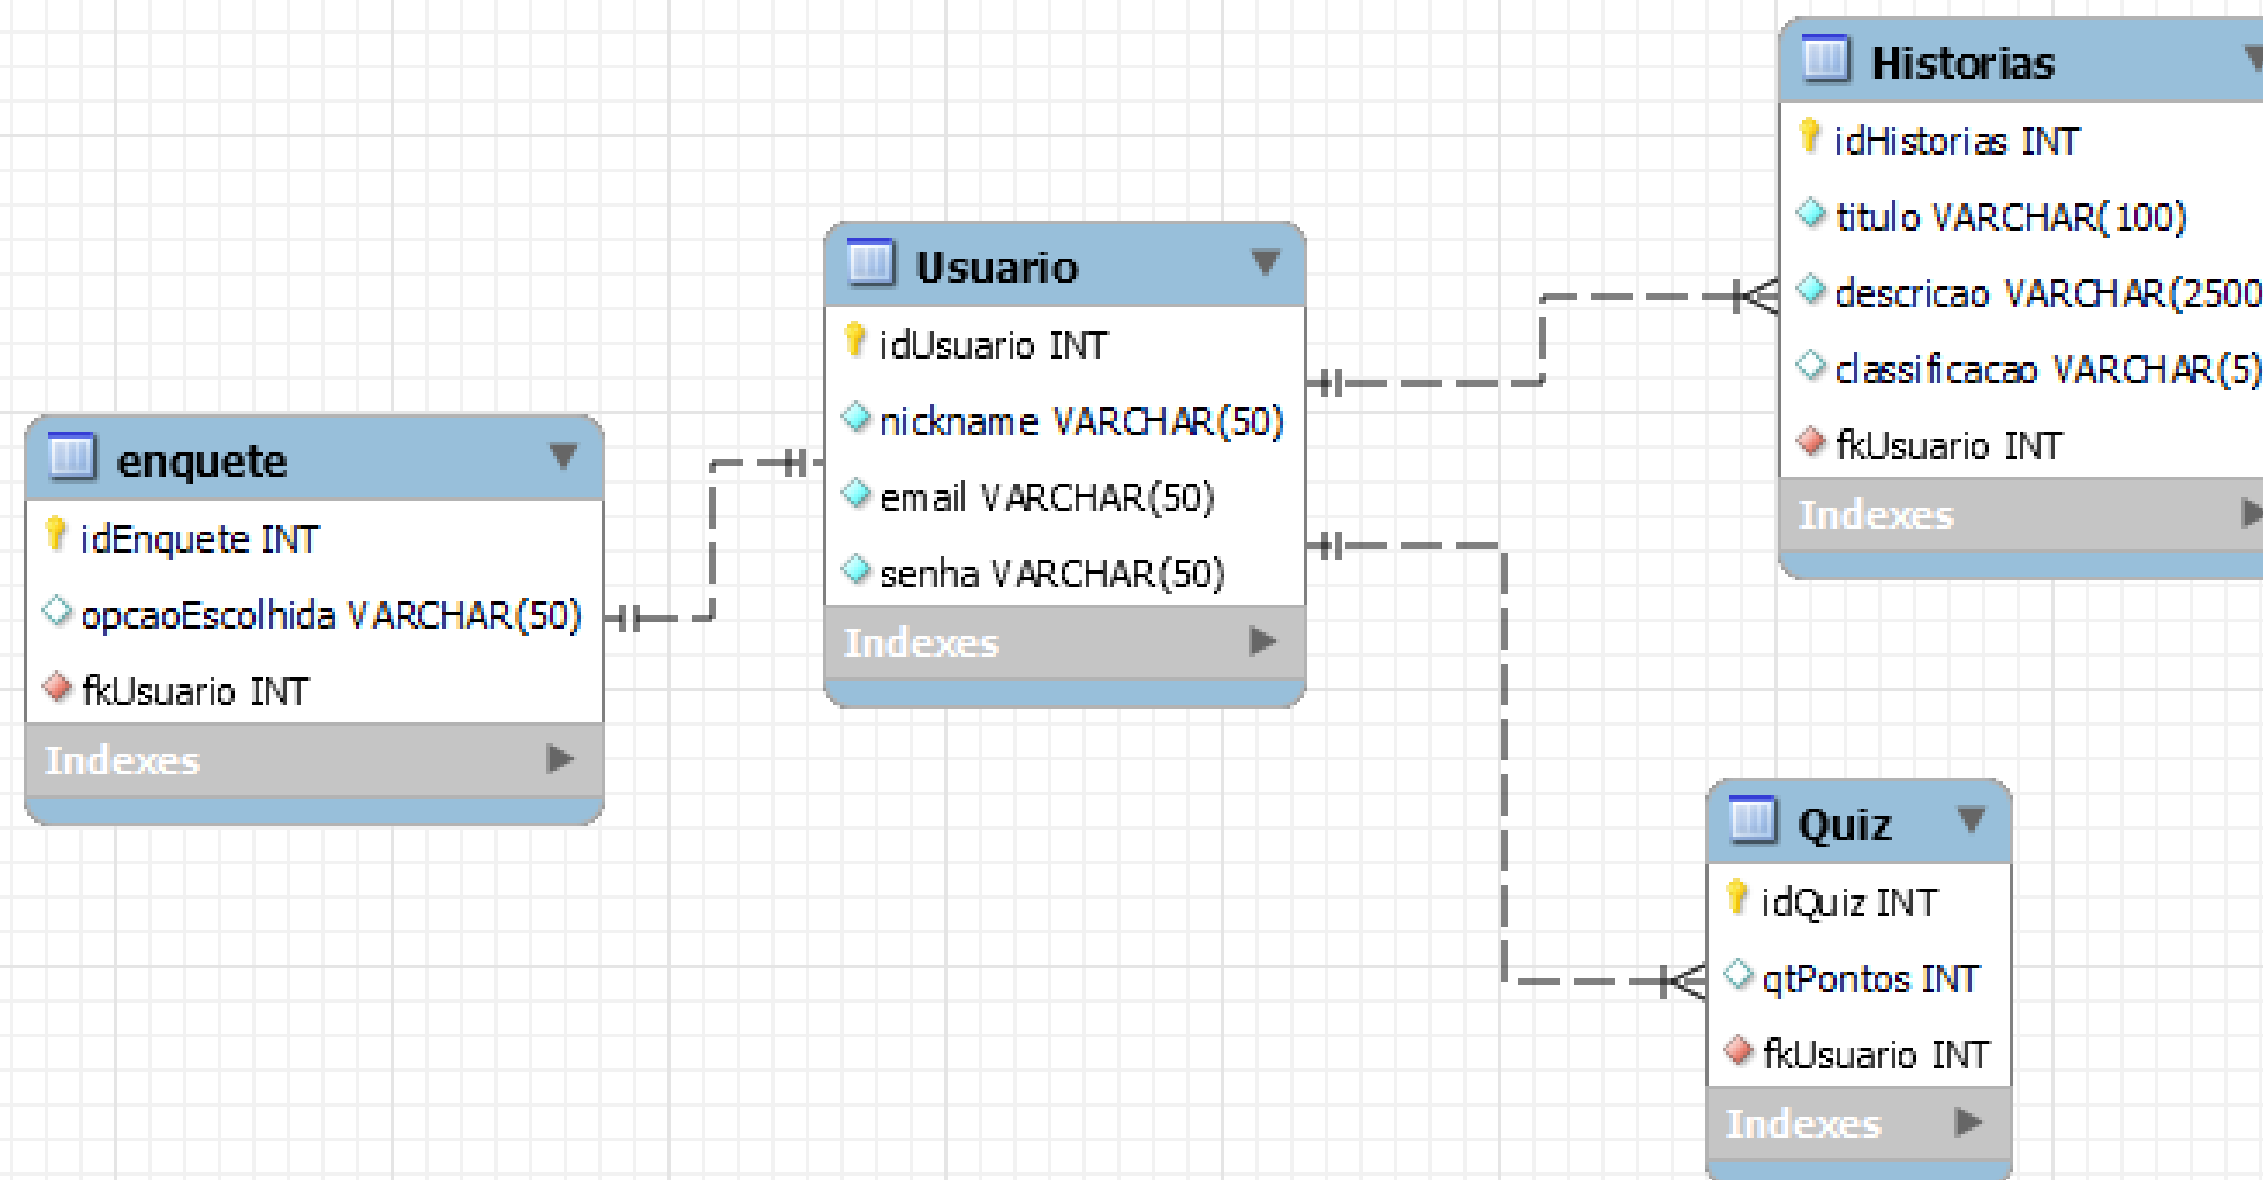 enquete
idEnquete INT
opcaoEscolhida VARCHAR(50)
fkUsuario INT
Indexes
Usuario
idUsuario INT
nickname VARCHAR(50)
email VARCHAR(50)
senha VARCHAR(50)
Indexes
Historias
idHistorias INT
titulo VARCHAR(100)
descricao VARCHAR(2500
classificacao VARCHAR(5)
fkUsuario INT
Indexes
Quiz
idQuiz INT
qtPontos INT
fkUsuario INT
Indexes